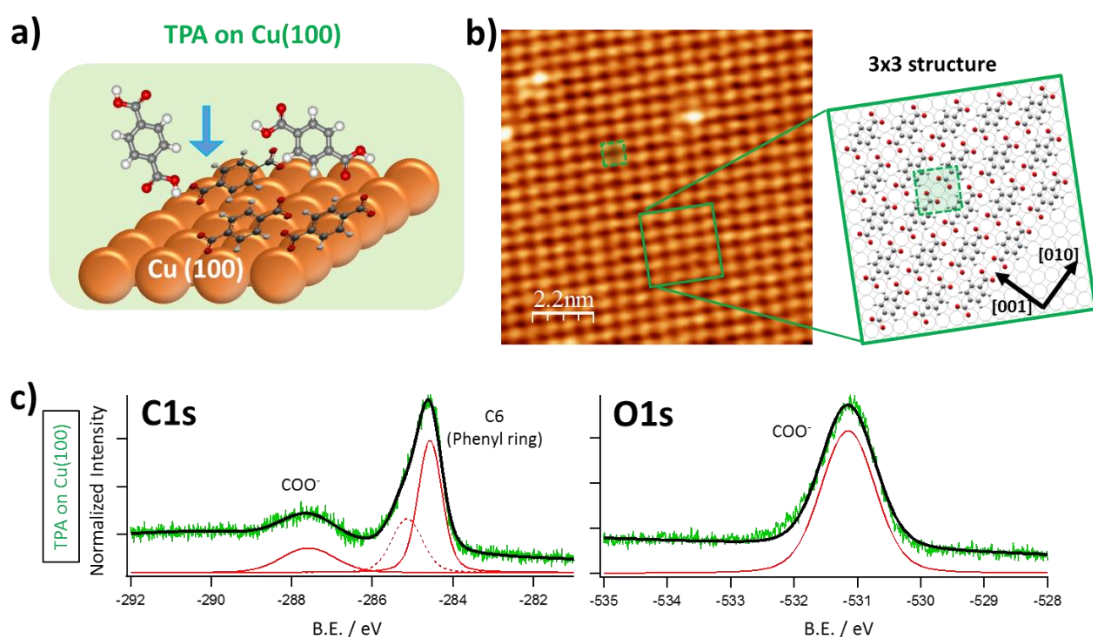 a)
TPA on Cu(100)
Cu (100)
b)
2.2nm
3x3 structure
[001]
[010]
c)
TPA on Cu(100)
Normalized Intensity
C1s
COO-
C6
(Phenyl ring)
-292 -290 -288 -286 -284 -282
B.E. / eV
O1s
COO-
-535 -534 -533 -532 -531 -530 -529 -528
B.E. / eV